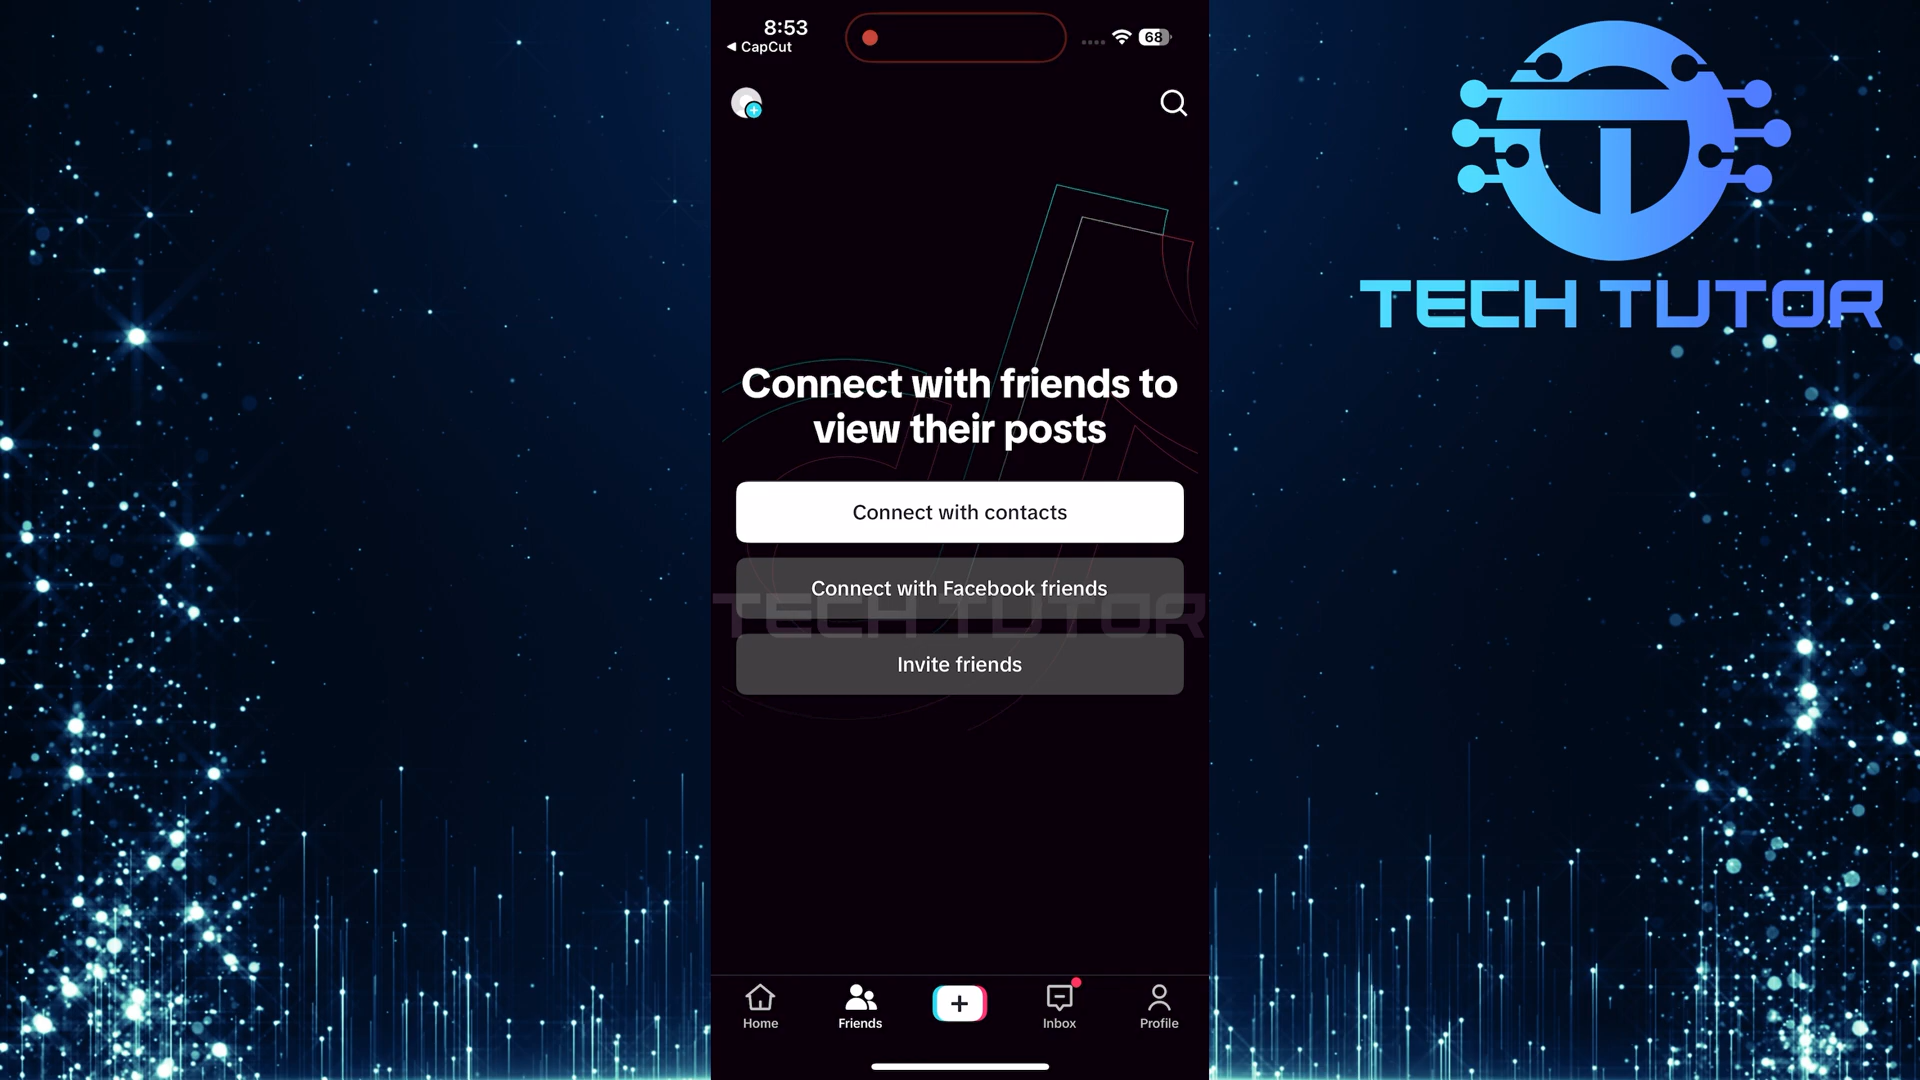 8:53
CapCut
68
TECH TUTOR
Connect with friends to
view their posts
Connect with contacts
Connect with Facebook friends
TECH TUTOR
Invite friends
Home
Friends
Inbox
Profile